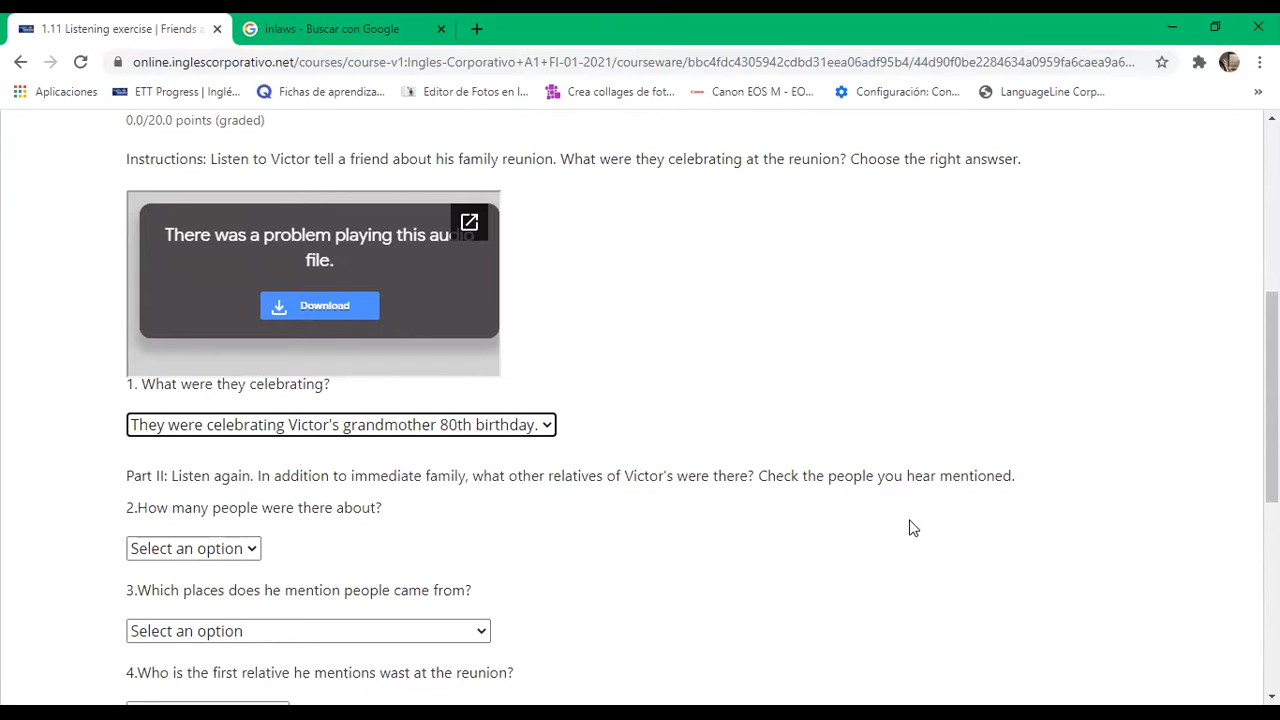 1.11 Listening exercise | Friends a
inlaws - Buscar con Google
online.inglescorporativo.net/courses/course-v1:Ingles-Corporativo+A1+FI-01-2021/courseware/bbc4fdc4305942cdbd31eea06adf95b4/44d90f0be2284634a0959fa6caea9a6...
Aplicaciones
ETT Progress | Inglé...
Fichas de aprendiza...
Editor de Fotos en l...
Crea collages de fot...
Canon EOS M - EO...
Configuración: Con...
LanguageLine Corp...
0.0/20.0 points (graded)
Instructions: Listen to Victor tell a friend about his family reunion. What were they celebrating at the reunion? Choose the right answser.
There was a problem playing this audio
file.
Download
1. What were they celebrating?
They were celebrating Victor's grandmother 80th birthday.
Part II: Listen again. In addition to immediate family, what other relatives of Victor's were there? Check the people you hear mentioned.
2.How many people were there about?
Select an option
3.Which places does he mention people came from?
Select an option
4.Who is the first relative he mentions wast at the reunion?